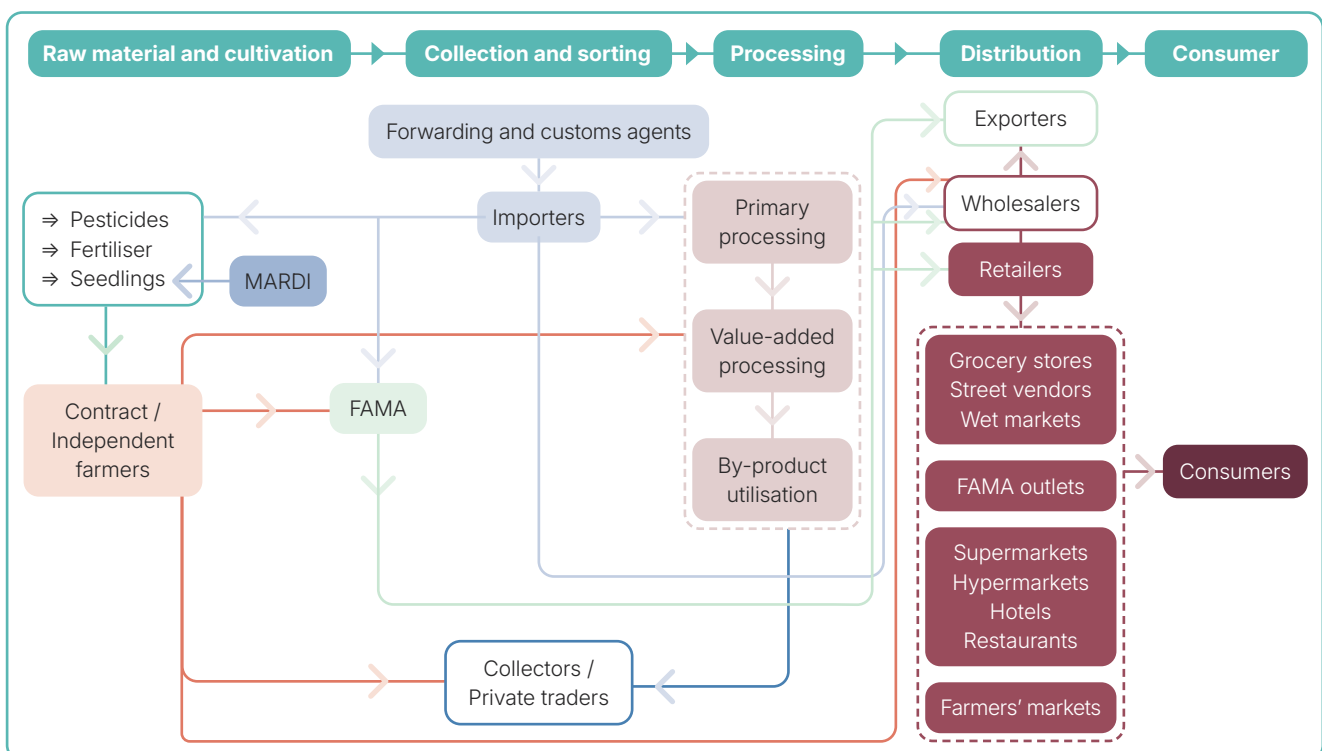 Raw material and cultivation
Collection and sorting
Processing
Distribution
Consumer
Forwarding and customs agents
Exporters
⇒ Pesticides
⇒ Fertiliser
⇒ Seedlings
MARDI
Importers
Primary
processing
Wholesalers
Retailers
Value-added
processing
Contract /
Independent
farmers
FAMA
By-product
utilisation
Grocery stores
Street vendors
Wet markets
FAMA outlets
Supermarkets
Hypermarkets
Hotels
Restaurants
Farmers’ markets
Consumers
Collectors /
Private traders